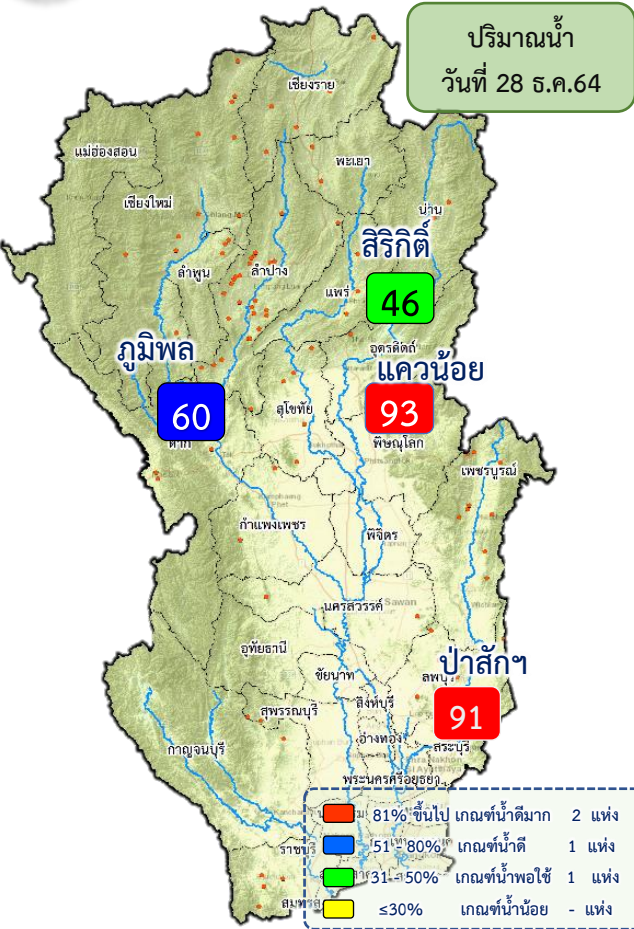 ปริมาณน้ำ
วันที่ 28 ธ.ค.64
เชียงราย
แม่ฮ่องสอน
พะเยา
เชียงใหม่
น่าน
สิริกิติ์
ลำพูน
ลำปาง
แพร่
46
ภูมิพล
อุตรดิตถ์
แควน้อย
60
สุโขทัย
93
ตาก
พิษณุโลก
เพชรบูรณ์
กำแพงเพชร
พิจิตร
นครสวรรค์
อุทัยธานี
ป่าสักฯ
ชัยนาท
สิงห์บุรี
สุพรรณบุรี
91
อ่างทอง
สระบุรี
กาญจนบุรี
พระนครศรีอยุธยา
81% ขึ้นไป เกณฑ์น้ำดีมาก 2 แห่ง
51 - 80% เกณฑ์น้ำดี 1 แห่ง
ราชบุรี
31 - 50% เกณฑ์น้ำพอใช้ 1 แห่ง
≤30% เกณฑ์น้ำน้อย - แห่ง